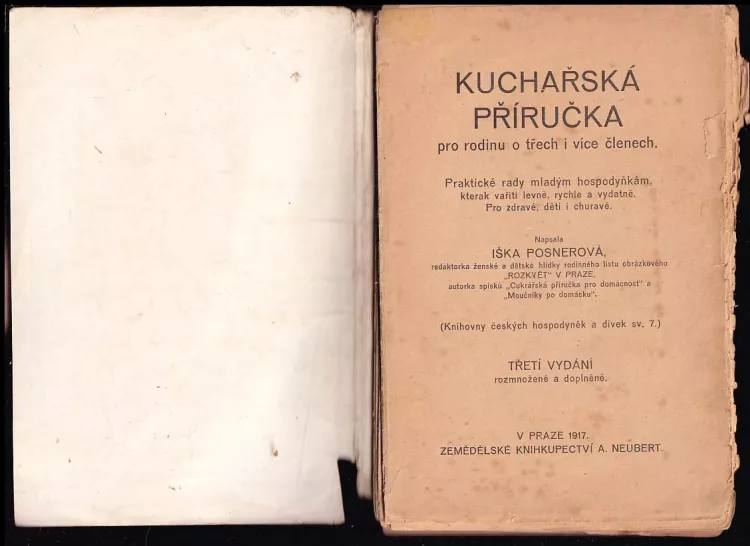 KUCHAŘSKÁ
PŘÍRUČKA
pro rodinu o třech i více členech.
Praktické rady mladým hospodyňkám,
kterak vařiti levně, rychle a vydatně.
Pro zdravé, děti i churavé.
Napsala
IŠKA POSNEROVÁ,
redaktorka ženské a dětské hlídky rodinného listu obrázkového
„ROZKVĚT" V PRAZE,
autorka spisků „Cukrářská příručka pro domácnost" a
„Moučníky po domácku".
(Knihovny českých hospodyněk a dívek sv. 7.)
TŘETÍ VYDÁNÍ
rozmnožené a doplněné.
V PRAZE 1917.
ZEMĚDĚLSKÉ KNIHKUPECTVÍ A. NEUBERT.